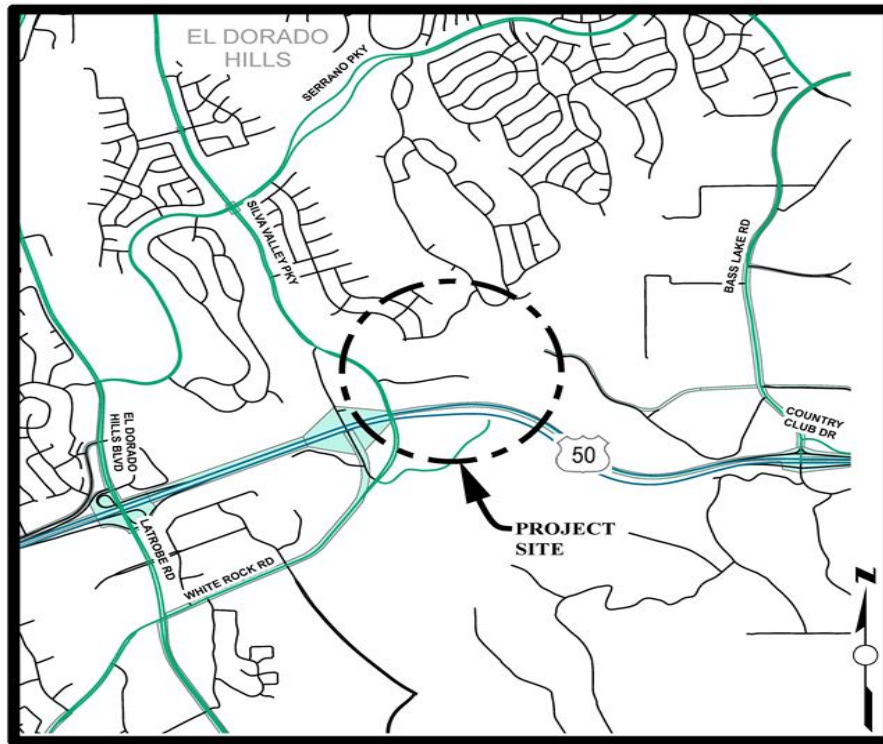 EL DORADO
HILLS
SERRANO PKY
SILVA VALLEY PKY
BASS LAKE RD
COUNTRY
CLUB DR
EL DORADO
HILLS BLVD
50
LATROBE RD
PROJECT
SITE
WHITE ROCK RD
N